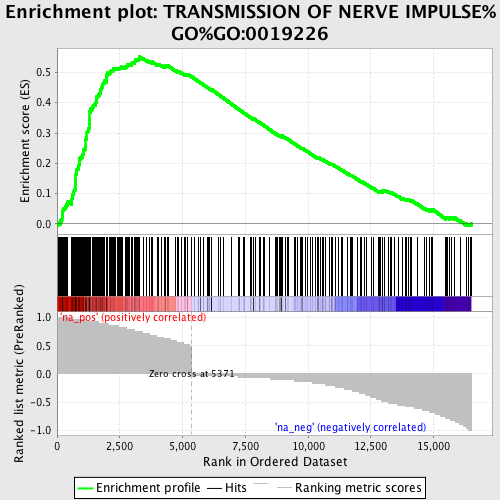 Enrichment plot: TRANSMISSION OF NERVE IMPULSE%
GO%GO:0019226
Enrichment score (ES)
0.5
0.4
0.3
0.2
0.1
0.0
'na_pos' (positively correlated)
Ranked list metric (PreRanked)
1.0
0.5
0.0
-0.5
-1.0
Zero cross at 5371
'na_neg' (negatively correlated)
0
2,500
5,000
7,500
10,000
12,500
15,000
Rank in Ordered Dataset
Enrichment profile
Hits
Ranking metric scores